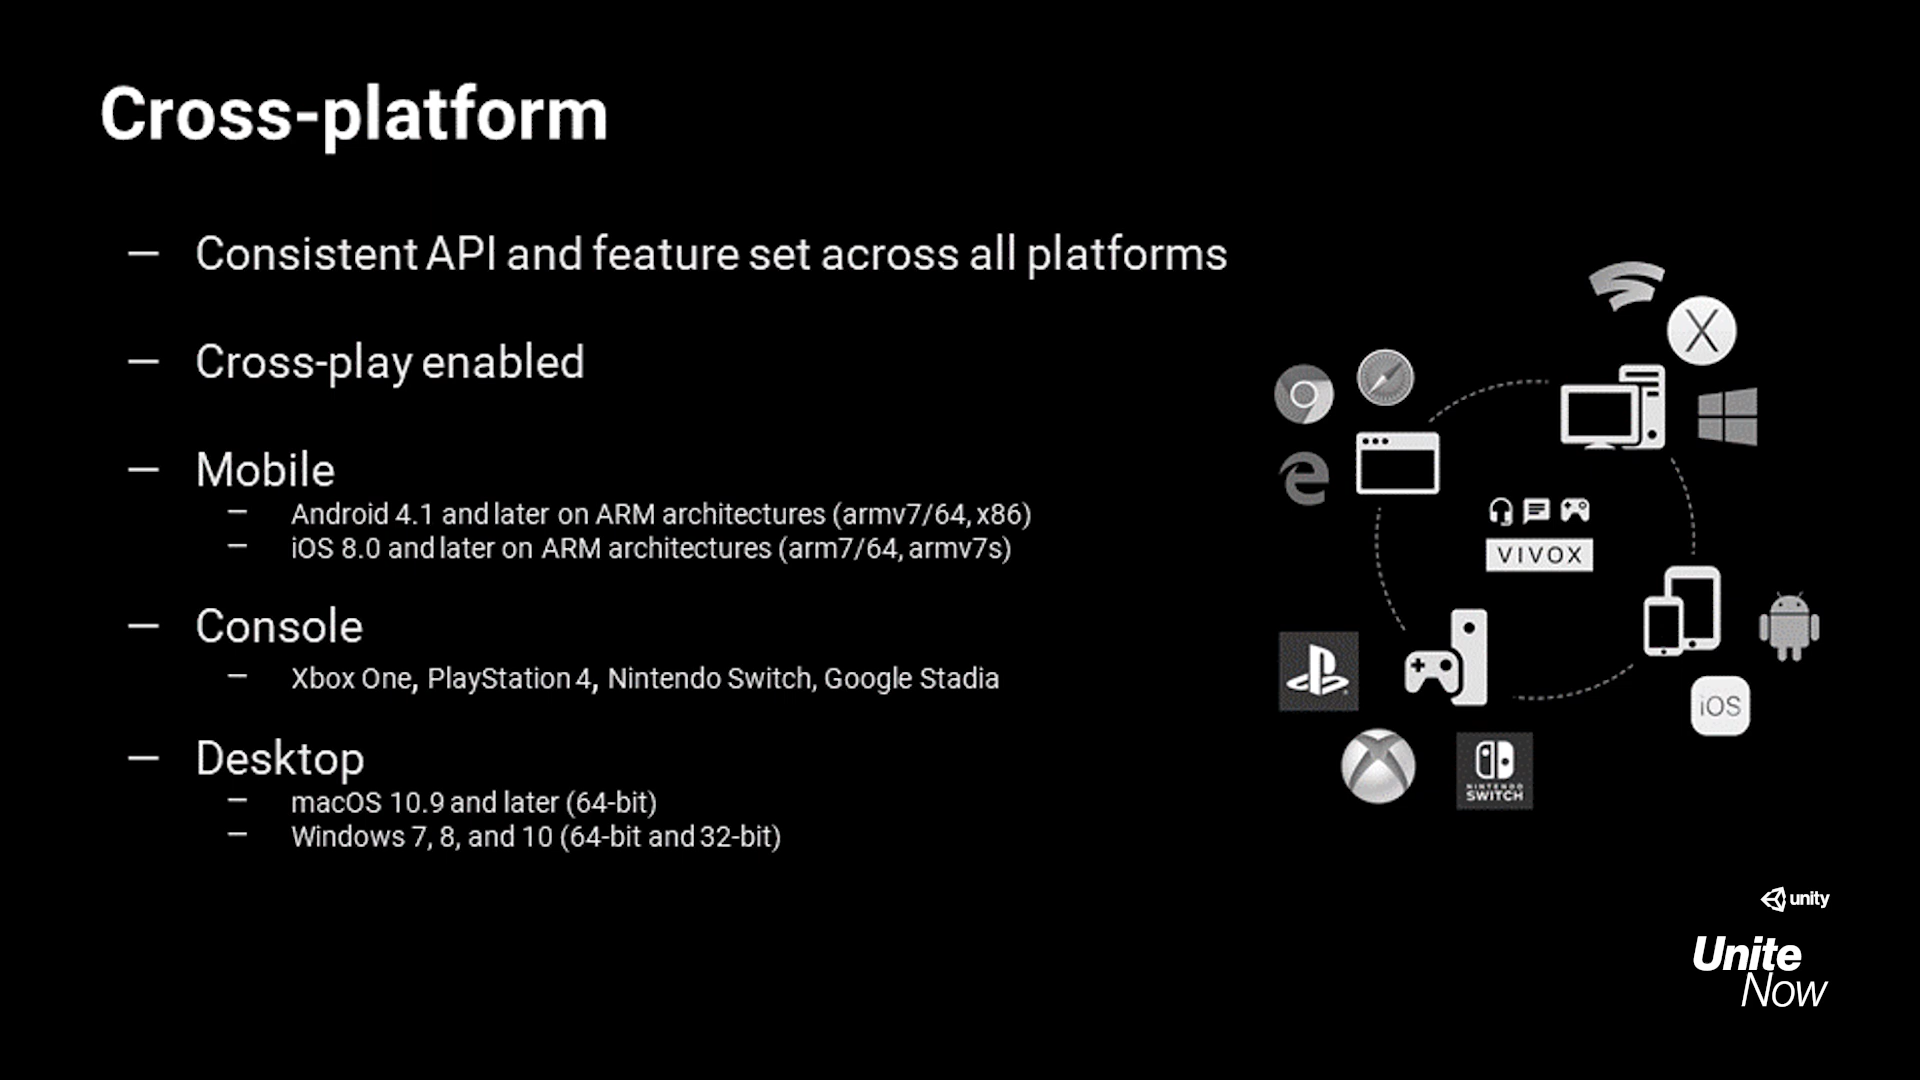 Cross-platform
— Consistent API and feature set across all platforms
— Cross-play enabled
— Mobile
– Android 4.1 and later on ARM architectures (armv7/64, x86)
– iOS 8.0 and later on ARM architectures (arm7/64, armv7s)
— Console
– Xbox One, PlayStation 4, Nintendo Switch, Google Stadia
— Desktop
– macOS 10.9 and later (64-bit)
– Windows 7, 8, and 10 (64-bit and 32-bit)
X
VIVOX
iOS
NINTENDO
SWITCH
unity
Unite
Now